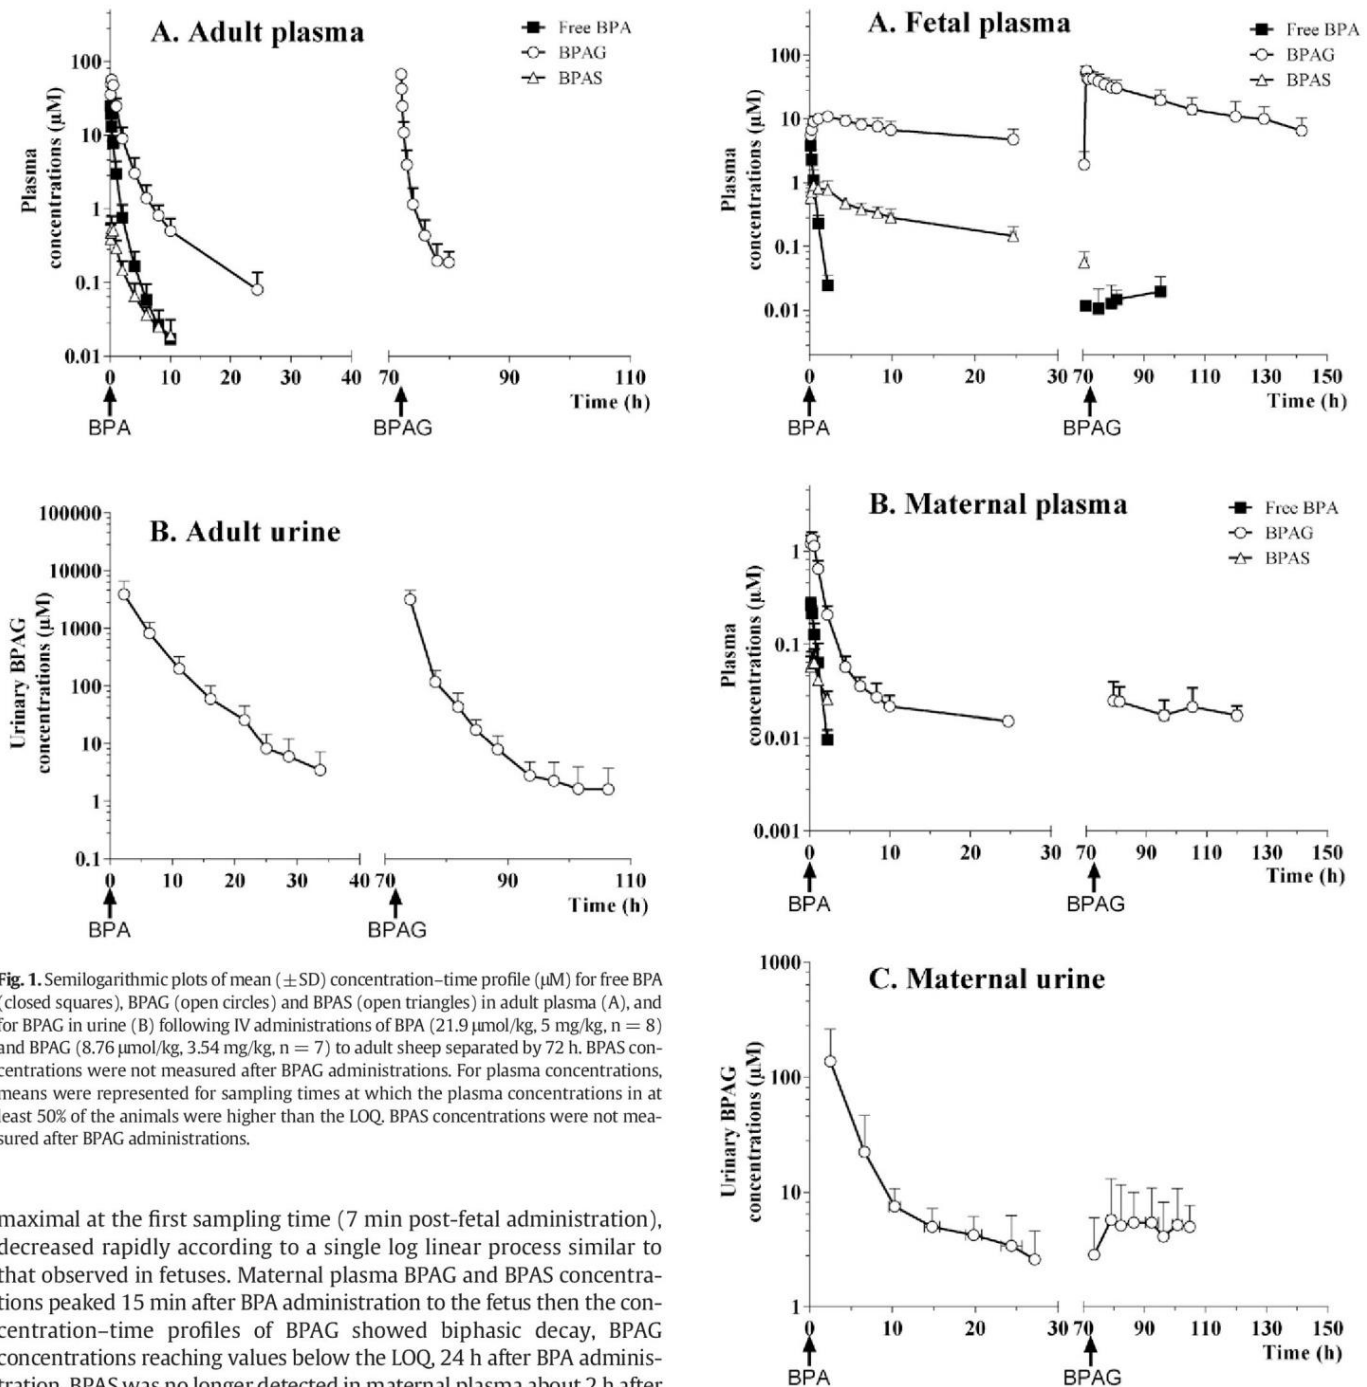 A. Adult plasma
Free BPA
BPAG
BPAS
Plasma
concentrations (µM)
100
10
1
0.1
0.01
0 10 20 30 40 70 90 110
Time (h)
BPA
BPAG
B. Adult urine
Urinary BPAG
concentrations (µM)
100000
10000
1000
100
10
1
0.1
0 10 20 30 40 70 90 110
Time (h)
BPA
BPAG
Fig. 1. Semilogarithmic plots of mean (±SD) concentration–time profile (µM) for free BPA
(closed squares), BPAG (open circles) and BPAS (open triangles) in adult plasma (A), and
for BPAG in urine (B) following IV administrations of BPA (21.9 µmol/kg, 5 mg/kg, n = 8)
and BPAG (8.76 µmol/kg, 3.54 mg/kg, n = 7) to adult sheep separated by 72 h. BPAS con-
centrations were not measured after BPAG administrations. For plasma concentrations,
means were represented for sampling times at which the plasma concentrations in at
least 50% of the animals were higher than the LOQ. BPAS concentrations were not mea-
sured after BPAG administrations.
maximal at the first sampling time (7 min post-fetal administration),
decreased rapidly according to a single log linear process similar to
that observed in fetuses. Maternal plasma BPAG and BPAS concentra-
tions peaked 15 min after BPA administration to the fetus then the con-
centration–time profiles of BPAG showed biphasic decay, BPAG
concentrations reaching values below the LOQ, 24 h after BPA adminis-
tration. BPAS was no longer detected in maternal plasma about 2 h after
A. Fetal plasma
Free BPA
BPAG
BPAS
Plasma
concentrations (µM)
100
10
1
0.1
0.01
0 10 20 30 70 90 110 130 150
Time (h)
BPA
BPAG
B. Maternal plasma
Free BPA
BPAG
BPAS
Plasma
concentrations (µM)
1
0.1
0.01
0.001
0 10 20 30 70 90 110 130 150
Time (h)
BPA
BPAG
C. Maternal urine
Urinary BPAG
concentrations (µM)
1000
100
10
1
0 10 20 30 70 90 110 130 150
Time (h)
BPA
BPAG